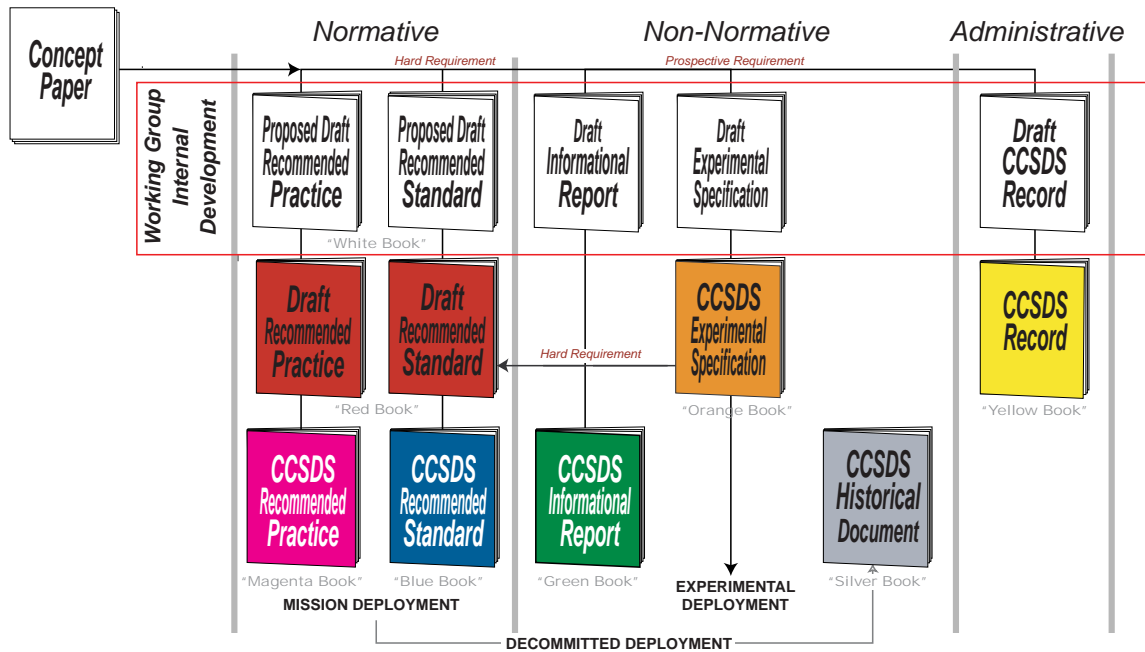 Concept
Paper
Normative
Non-Normative
Administrative
Hard Requirement
Prospective Requirement
Working Group
Internal
Development
Proposed Draft
Recommended
Practice
Proposed Draft
Recommended
Standard
Draft
Informational
Report
Draft
Experimental
Specification
Draft
CCSDS
Record
"White Book"
Draft
Recommended
Practice
Draft
Recommended
Standard
Hard Requirement
CCSDS
Experimental
Specification
CCSDS
Record
"Red Book"
"Orange Book"
"Yellow Book"
CCSDS
Recommended
Practice
CCSDS
Recommended
Standard
CCSDS
Informational
Report
CCSDS
Historical
Document
"Magenta Book"
"Blue Book"
"Green Book"
"Silver Book"
MISSION DEPLOYMENT
EXPERIMENTAL
DEPLOYMENT
DECOMMITTED DEPLOYMENT